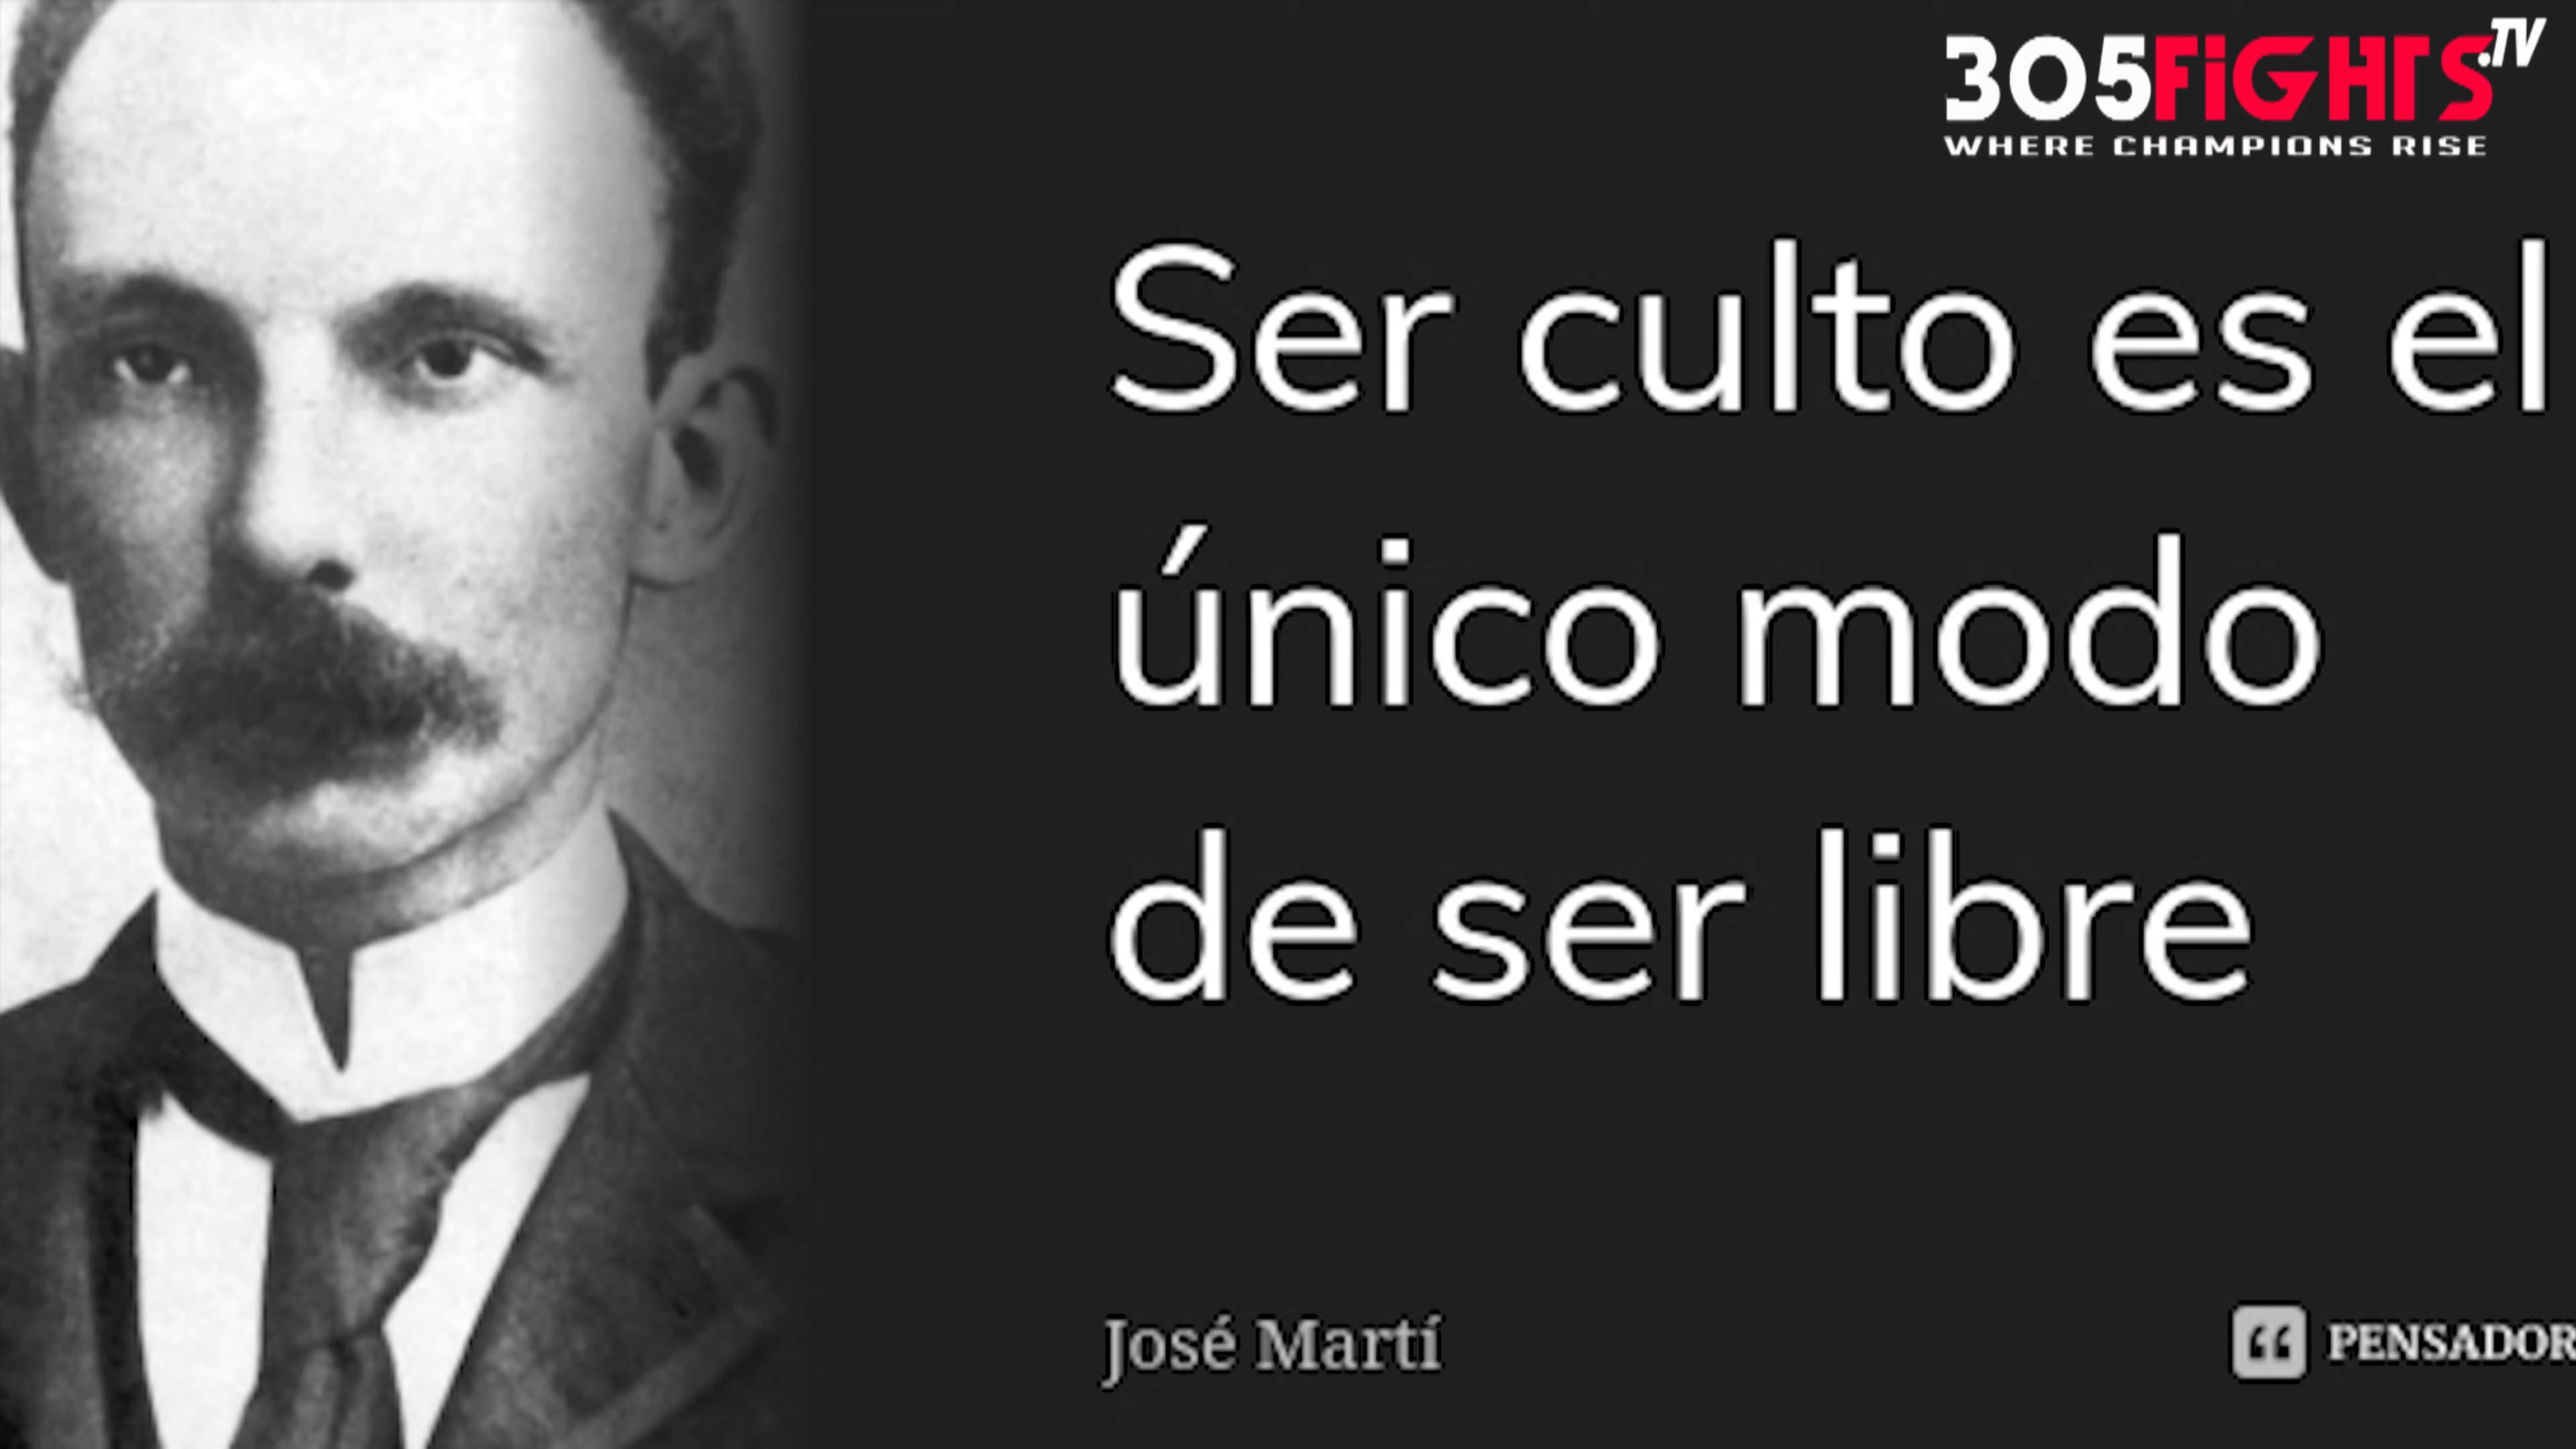 305FiGHTS.TV
WHERE CHAMPIONS RISE
Ser culto es el
único modo
de ser libre
José Martí
PENSADOR